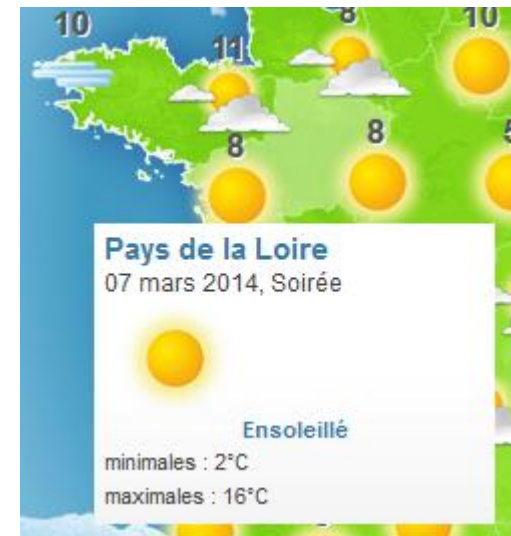 10
8
10
11
8
8
5
Pays de la Loire
07 mars 2014, Soirée
Ensoleillé
minimales : 2°C
maximales : 16°C